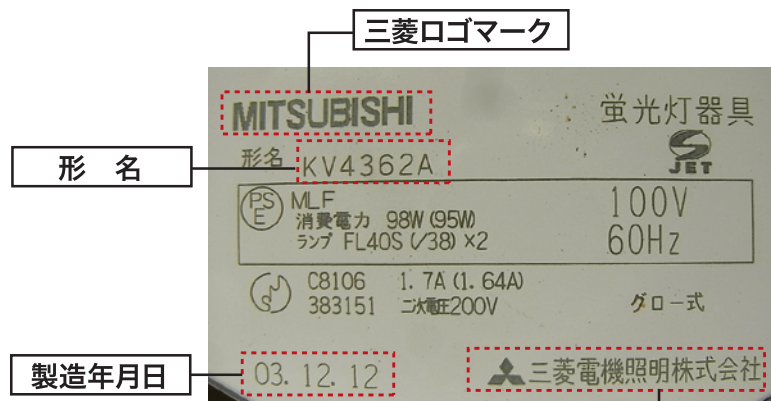 三菱ロゴマーク
MITSUBISHI 蛍光灯器具
JET
形名 形名 KV4362A
PS E MLF 100V
消費電力 98W (95W)
ランプ FL40S (/38) ×2 60Hz
C8106 1.7A (1.64A)
383151 二次電圧200V グロー式
製造年月日 03.12.12 三菱電機照明株式会社